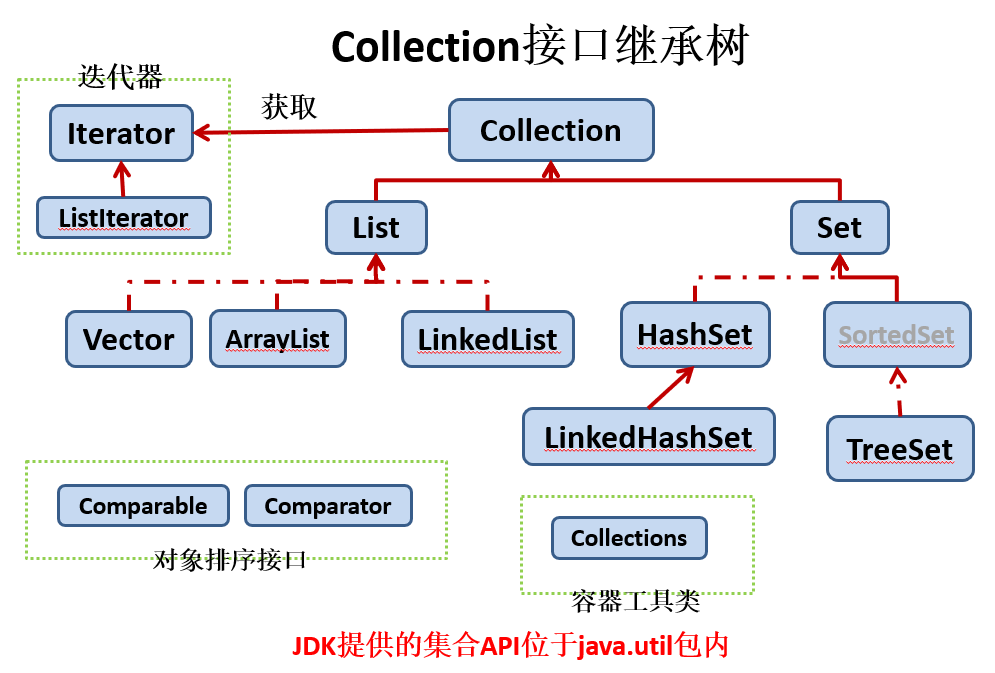 Collection接口继承树
迭代器
Iterator
获取
Collection
ListIterator
List
Set
Vector
ArrayList
LinkedList
HashSet
SortedSet
LinkedHashSet
TreeSet
Comparable
Comparator
对象排序接口
Collections
容器工具类
JDK提供的集合API位于java.util包内